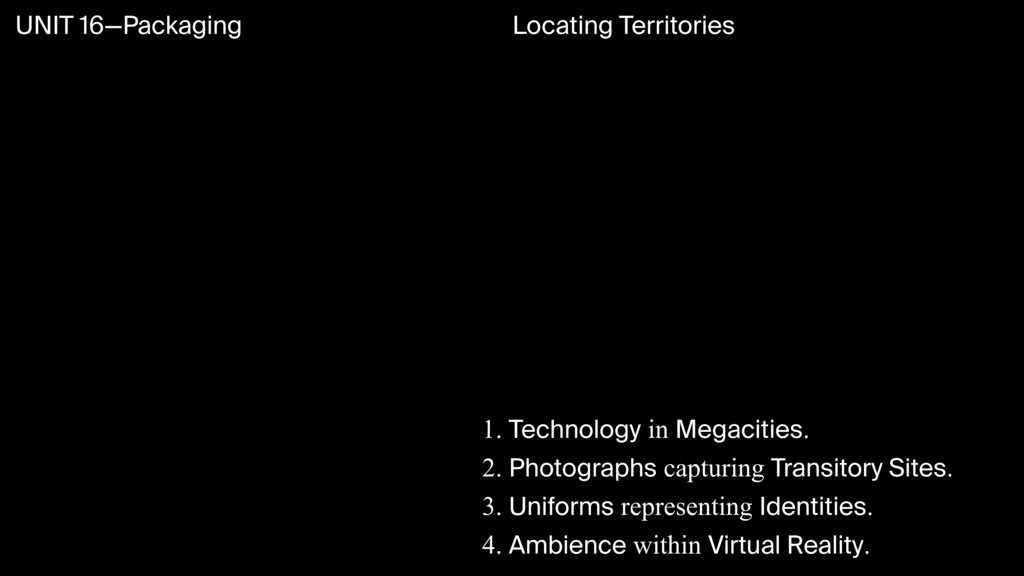 UNIT 16—Packaging
Locating Territories
1. Technology in Megacities.
2. Photographs capturing Transitory Sites.
3. Uniforms representing Identities.
4. Ambience within Virtual Reality.